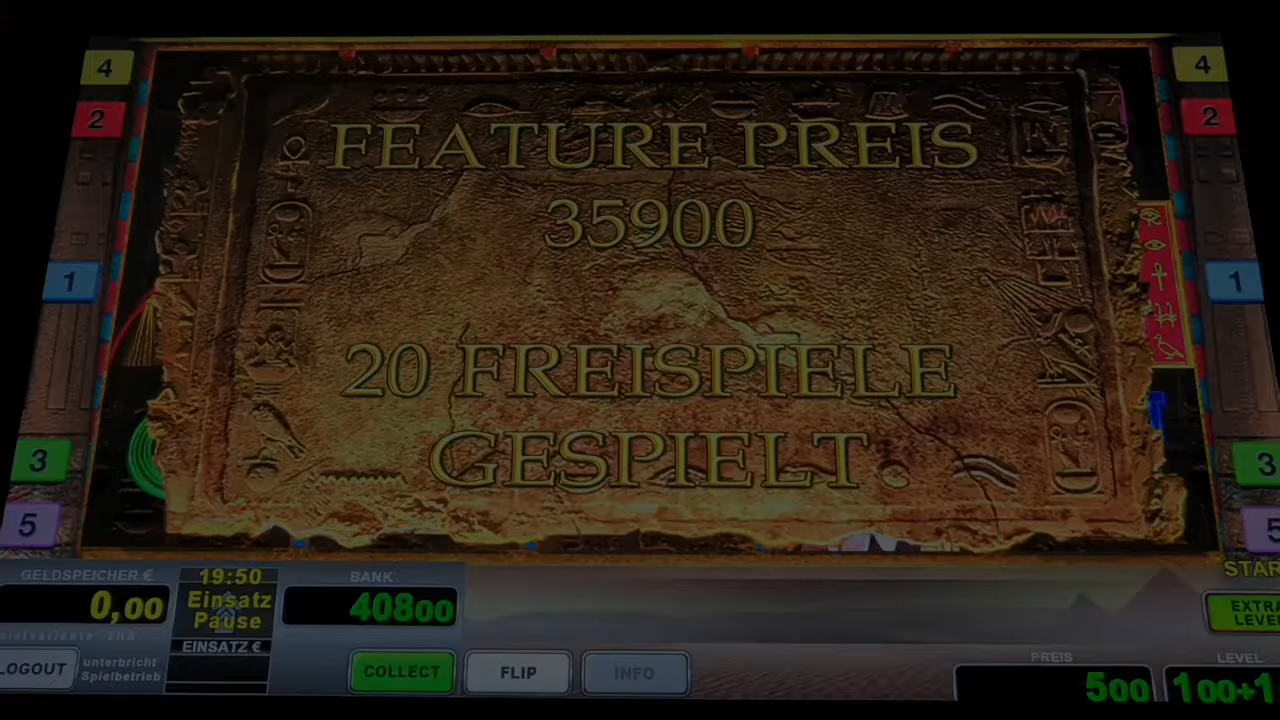 4
4
2
2
FEATURE PREIS
35900
1
1
20 FREISPIELE
GESPIELT
3
3
5
5
GELDSPEICHER €
0,00
19:50
Einsatz
Pause
EINSATZ €
BANK
40800
START
EXTRA
LEVEL
LOGOUT
unterbricht
Spielbetrieb
COLLECT
FLIP
INFO
PREIS
500
LEVEL
100+1